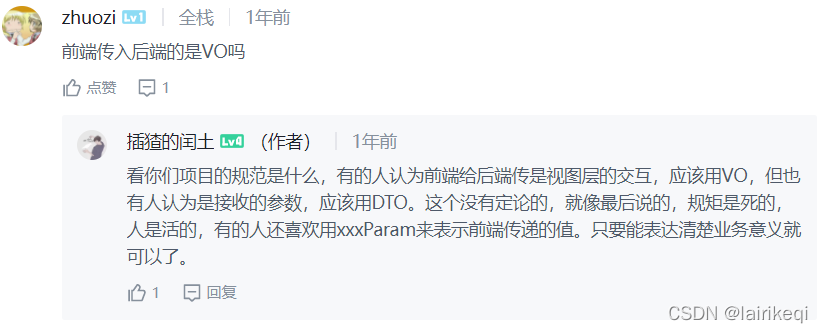 zhuozi Lv1 全栈 1年前
前端传入后端的是VO吗
点赞 1
插猹的闰土 Lv4 （作者） 1年前
看你们项目的规范是什么，有的人认为前端给后端传是视图层的交互，应该用VO，但也
有人认为是接收的参数，应该用DTO。这个没有定论的，就像最后说的，规矩是死的，
人是活的，有的人还喜欢用xxxParam来表示前端传递的值。只要能表达清楚业务意义就
可以了。
1 回复
CSDN @lairikeqi